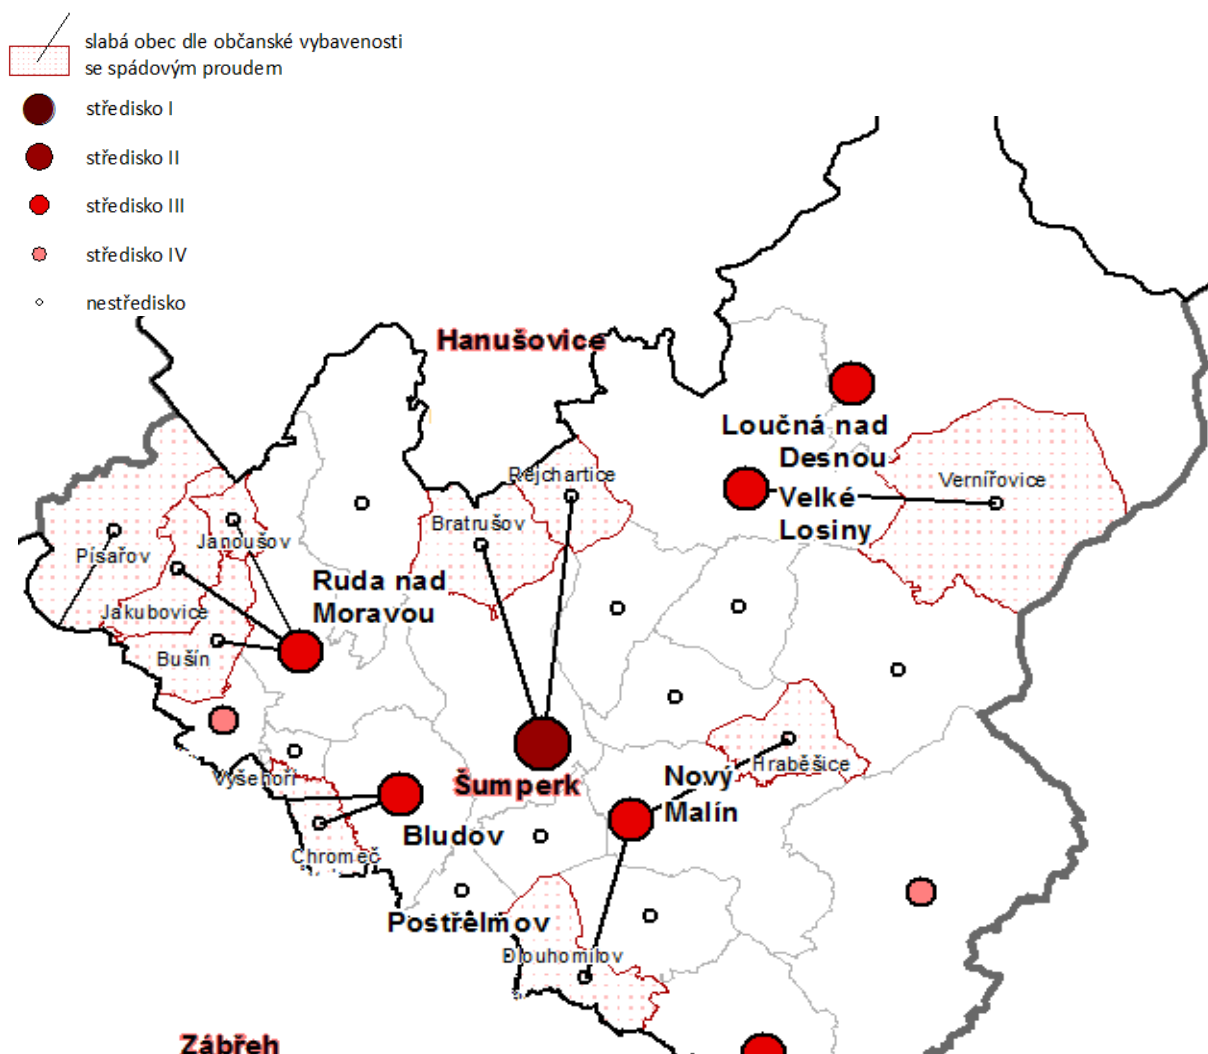 slabá obec dle občanské vybavenosti
se spádovým proudem
středisko I
středisko II
středisko III
středisko IV
nestředisko
Hanušovice
Loučná nad
Desnou
Rejchartice
Vernířovice
Velké
Losiny
Bratrušov
Janoušov
Písařov
Ruda nad
Moravou
Jakubovice
Bušín
Hraběšice
Nový
Malín
Vyšehoří
Šumperk
Bludov
Chromeč
Postřelmov
Dlouhomilov
Zábřeh